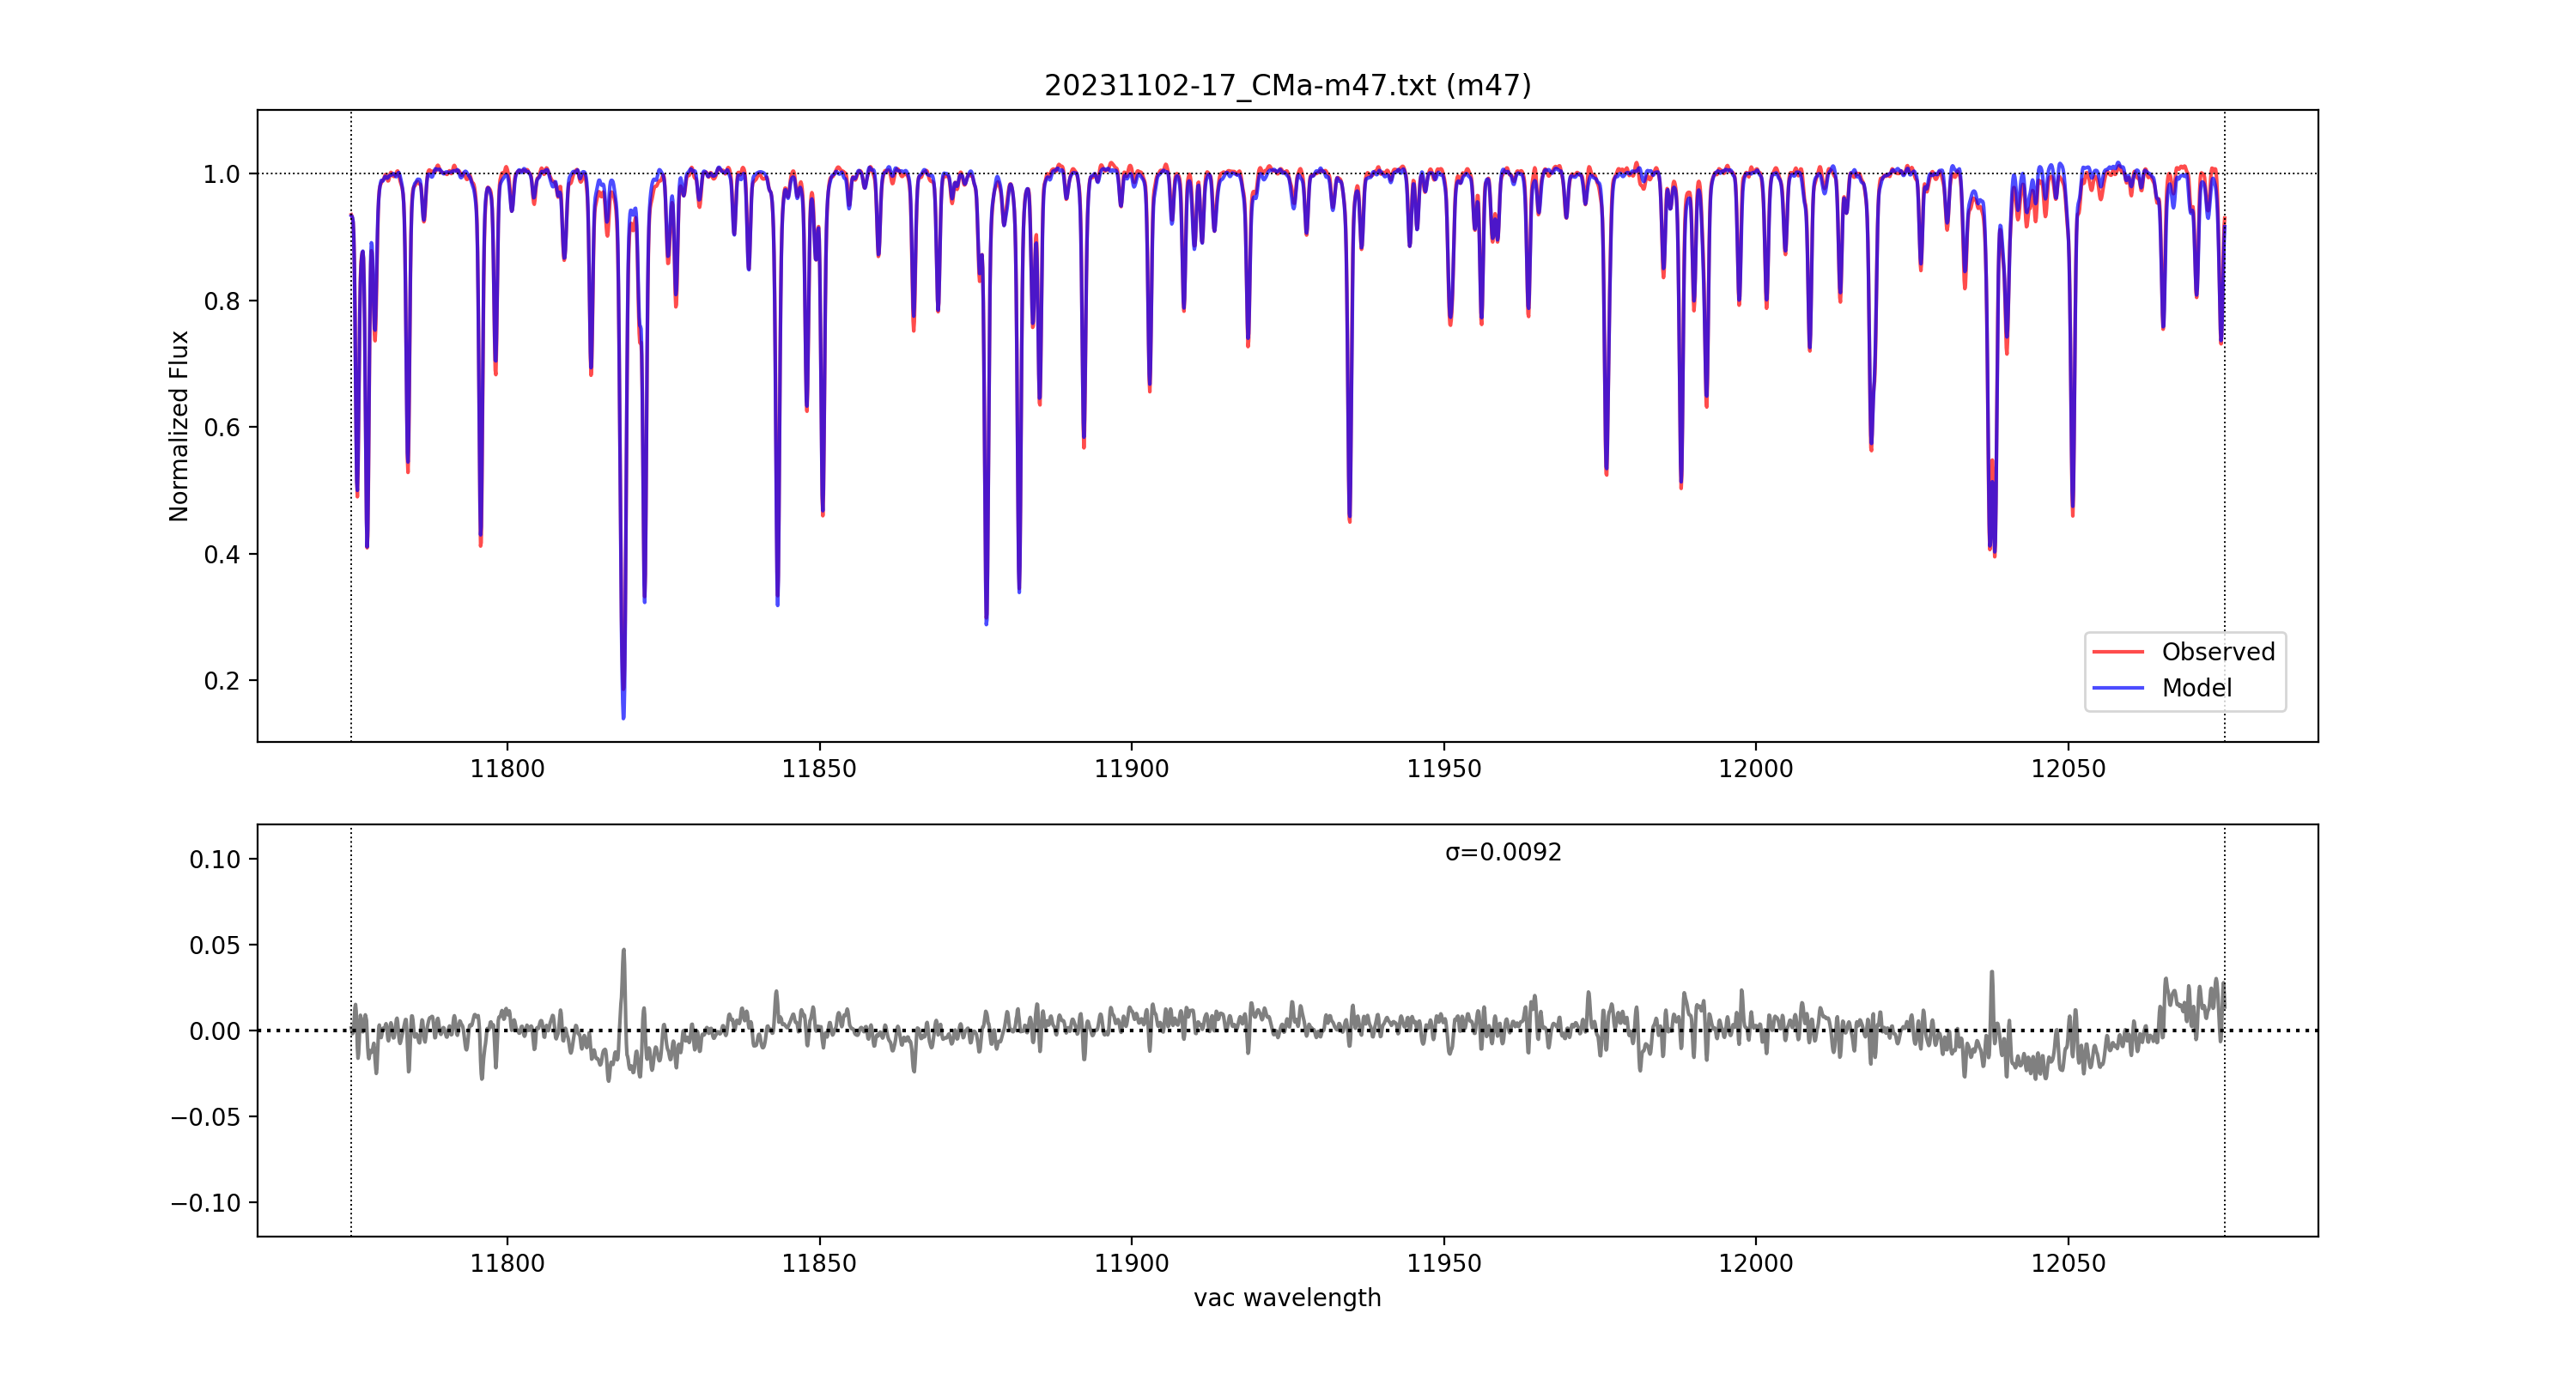 20231102-17_CMa-m47.txt (m47)
Normalized Flux
1.0
0.8
0.6
0.4
0.2
Observed
Model
11800 11850 11900 11950 12000 12050
σ=0.0092
0.10
0.05
0.00
−0.05
−0.10
11800 11850 11900 11950 12000 12050
vac wavelength